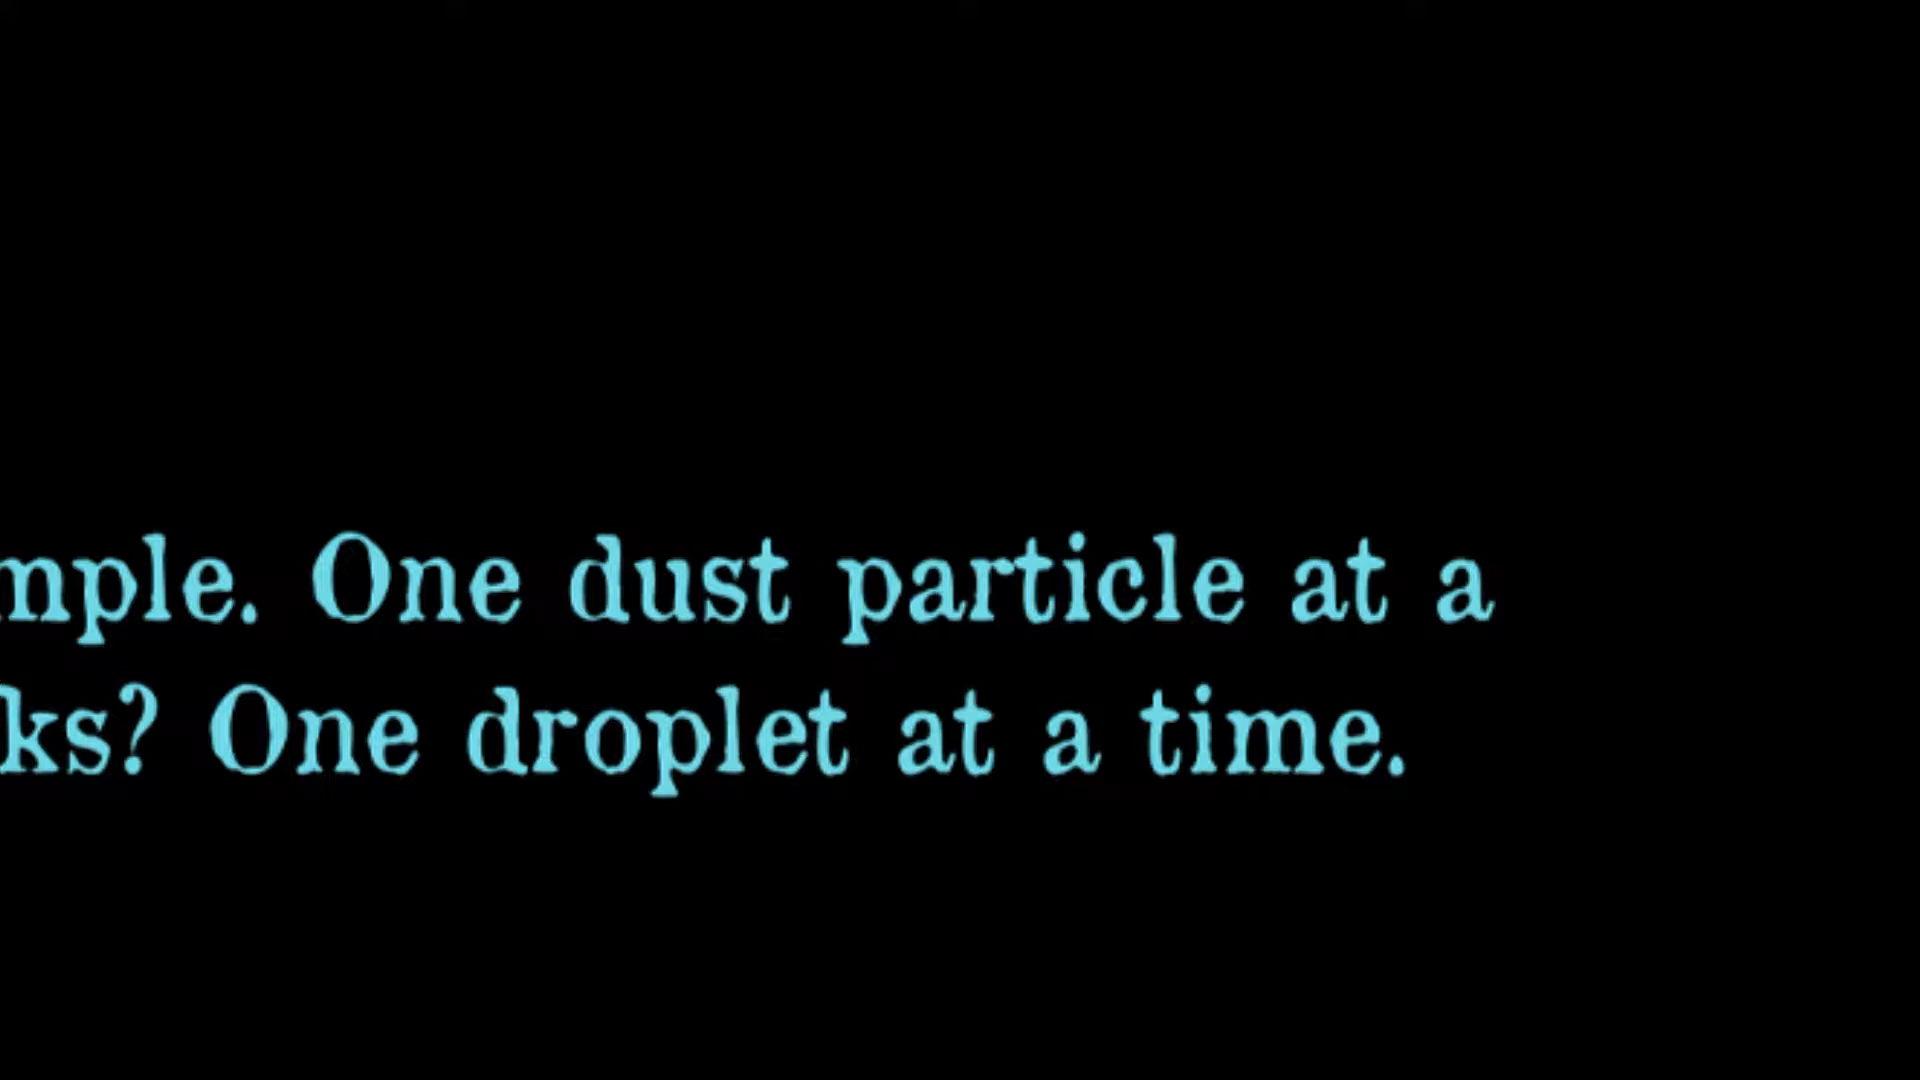 mple. One dust particle at a
ks? One droplet at a time.